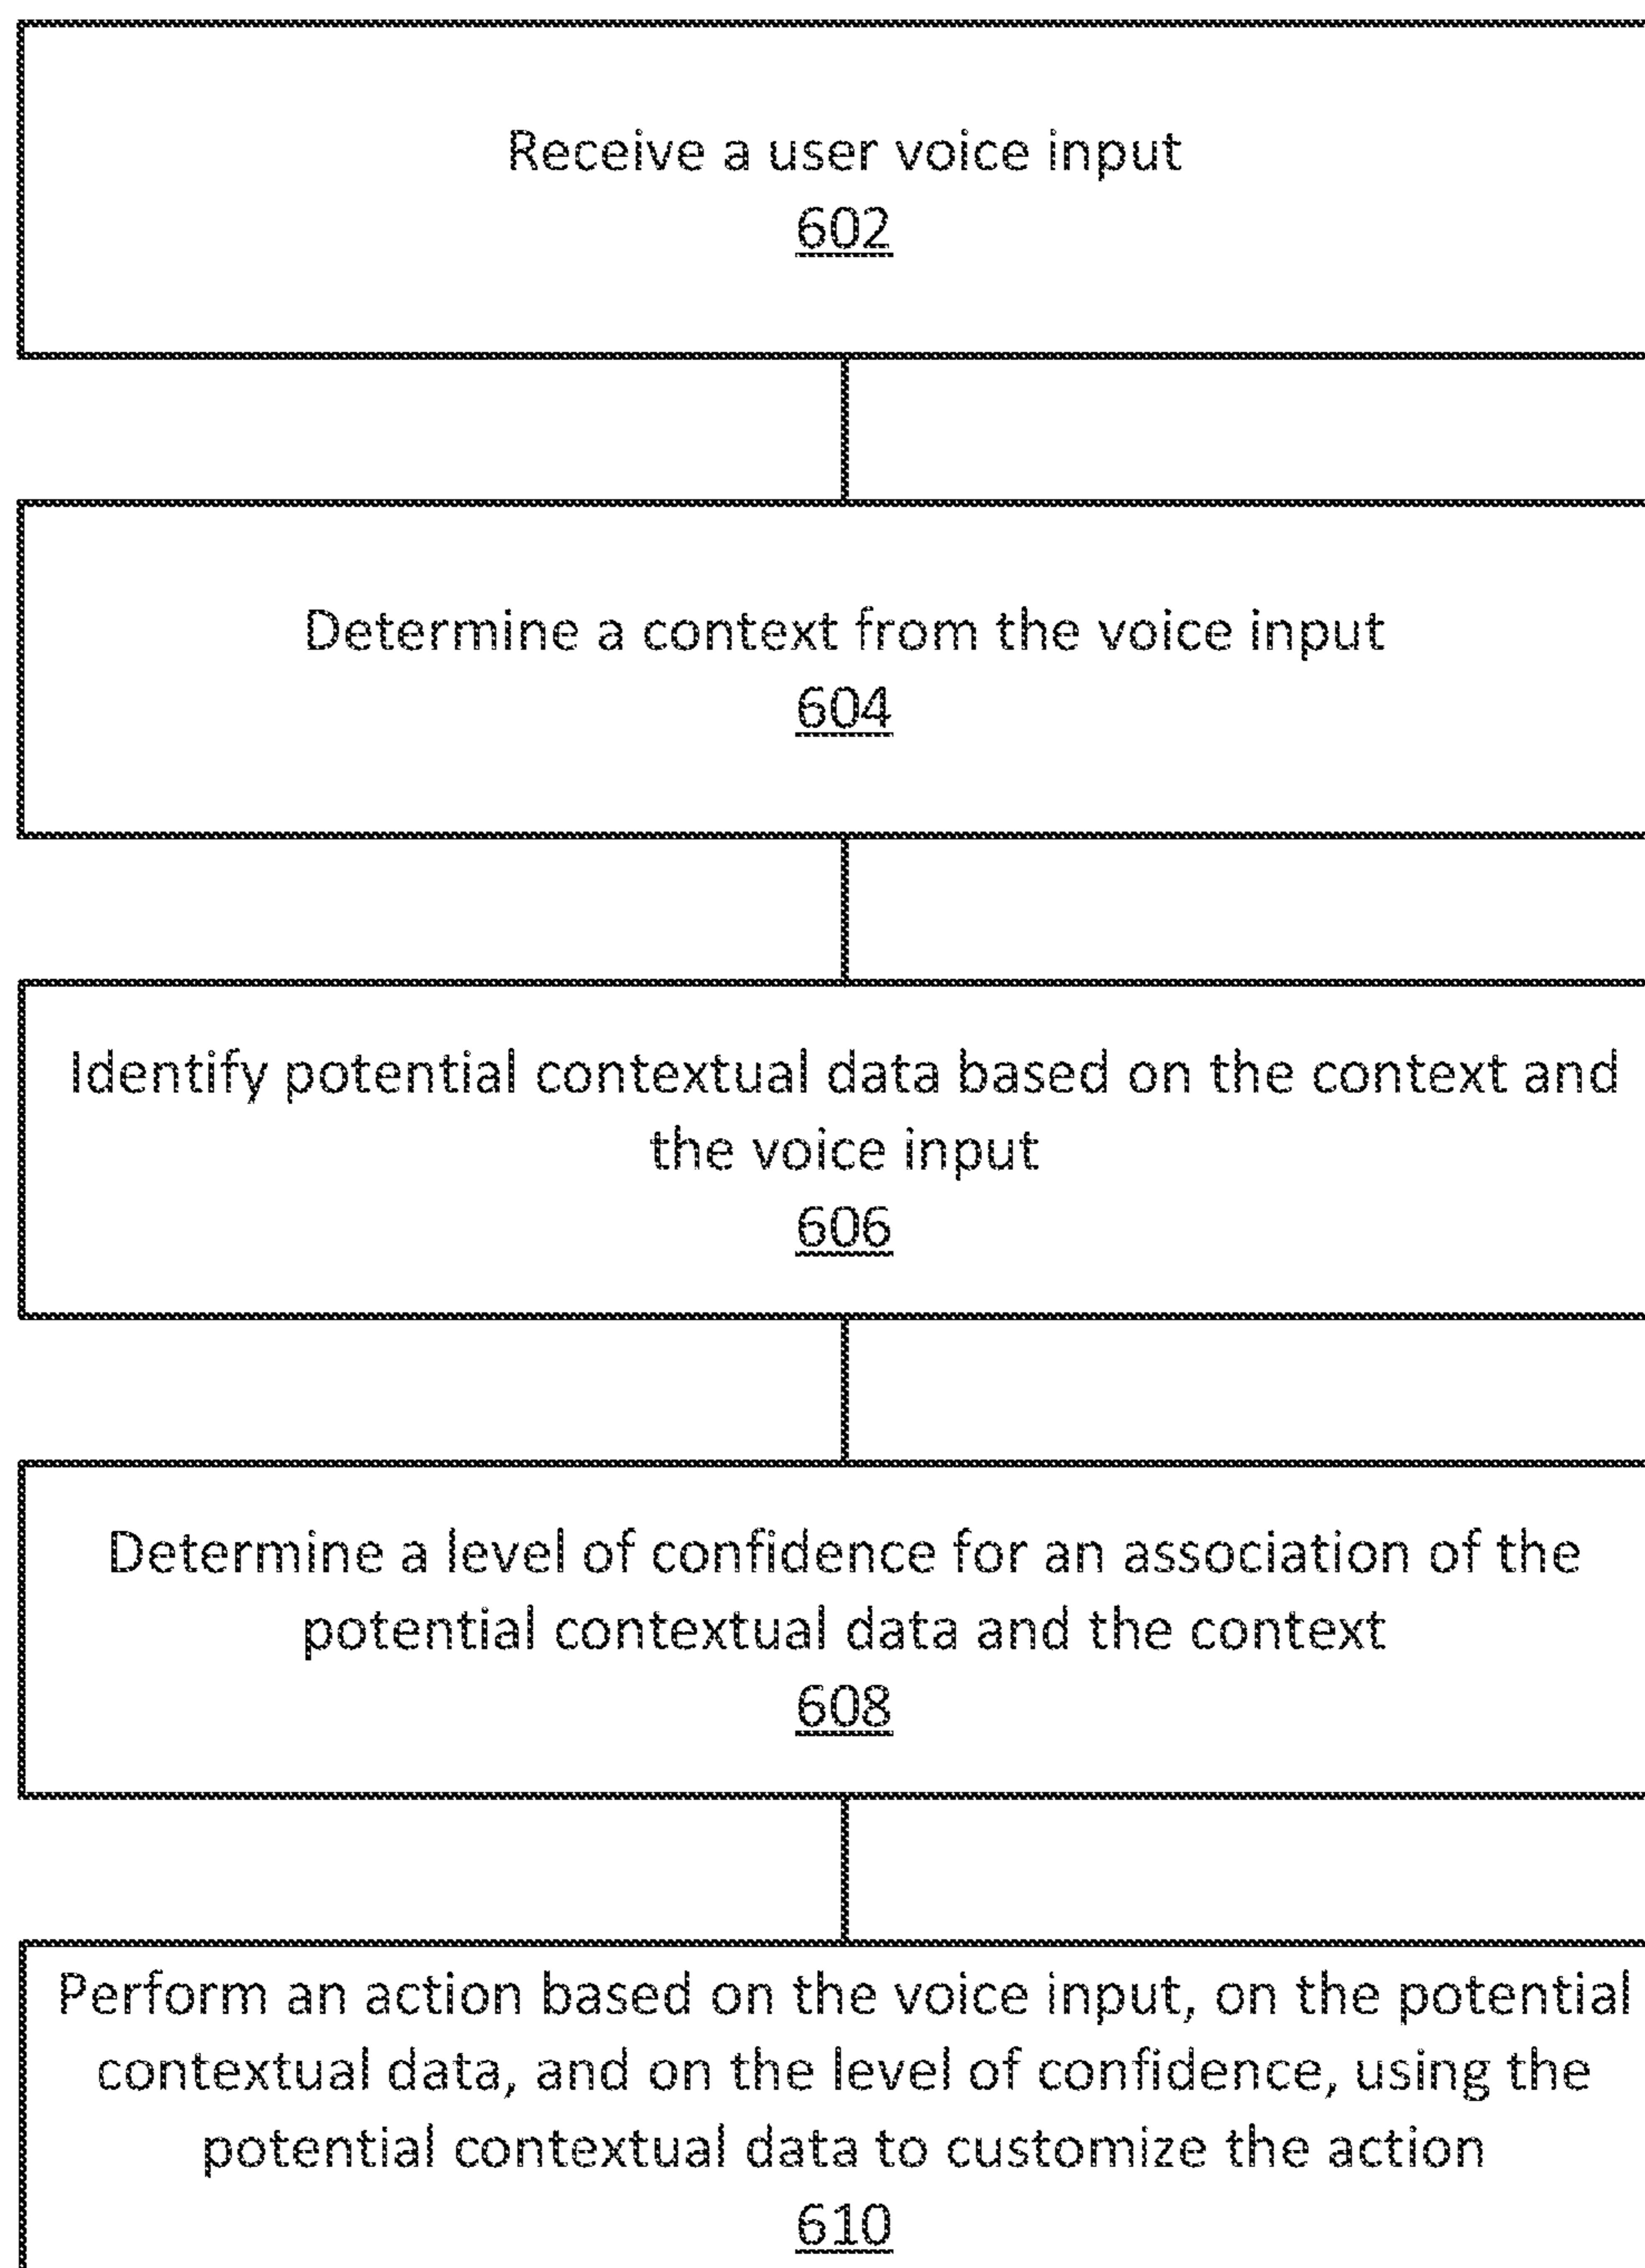 Receive a user voice input
602
Determine a context from the voice input
604
Identify potential contextual data based on the context and
the voice input
606
Determine a level of confidence for an association of the
potential contextual data and the context
608
Perform an action based on the voice input, on the potential
contextual data, and on the level of confidence, using the
potential contextual data to customize the action
610